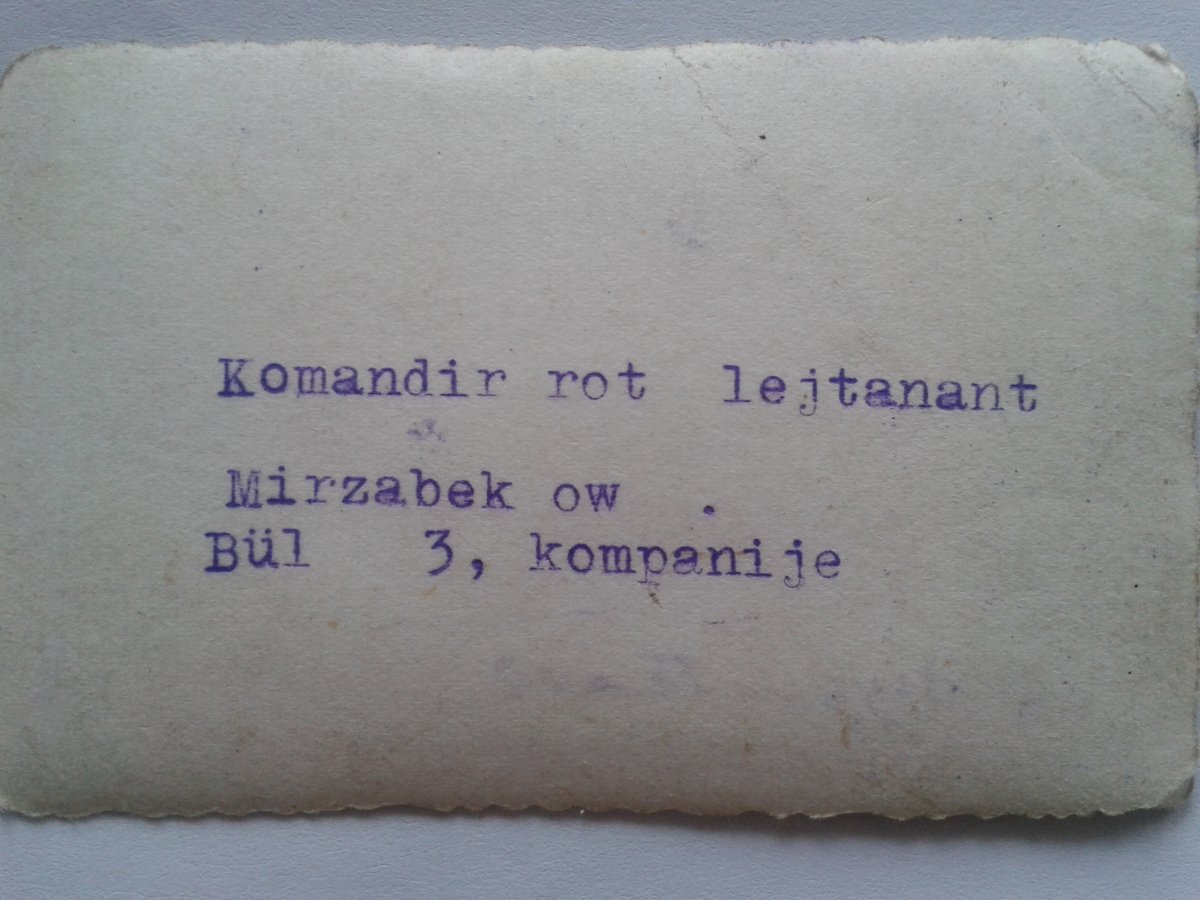 Komandir rot lejtanant
Mirzabek ow .
Bül 3, kompanije